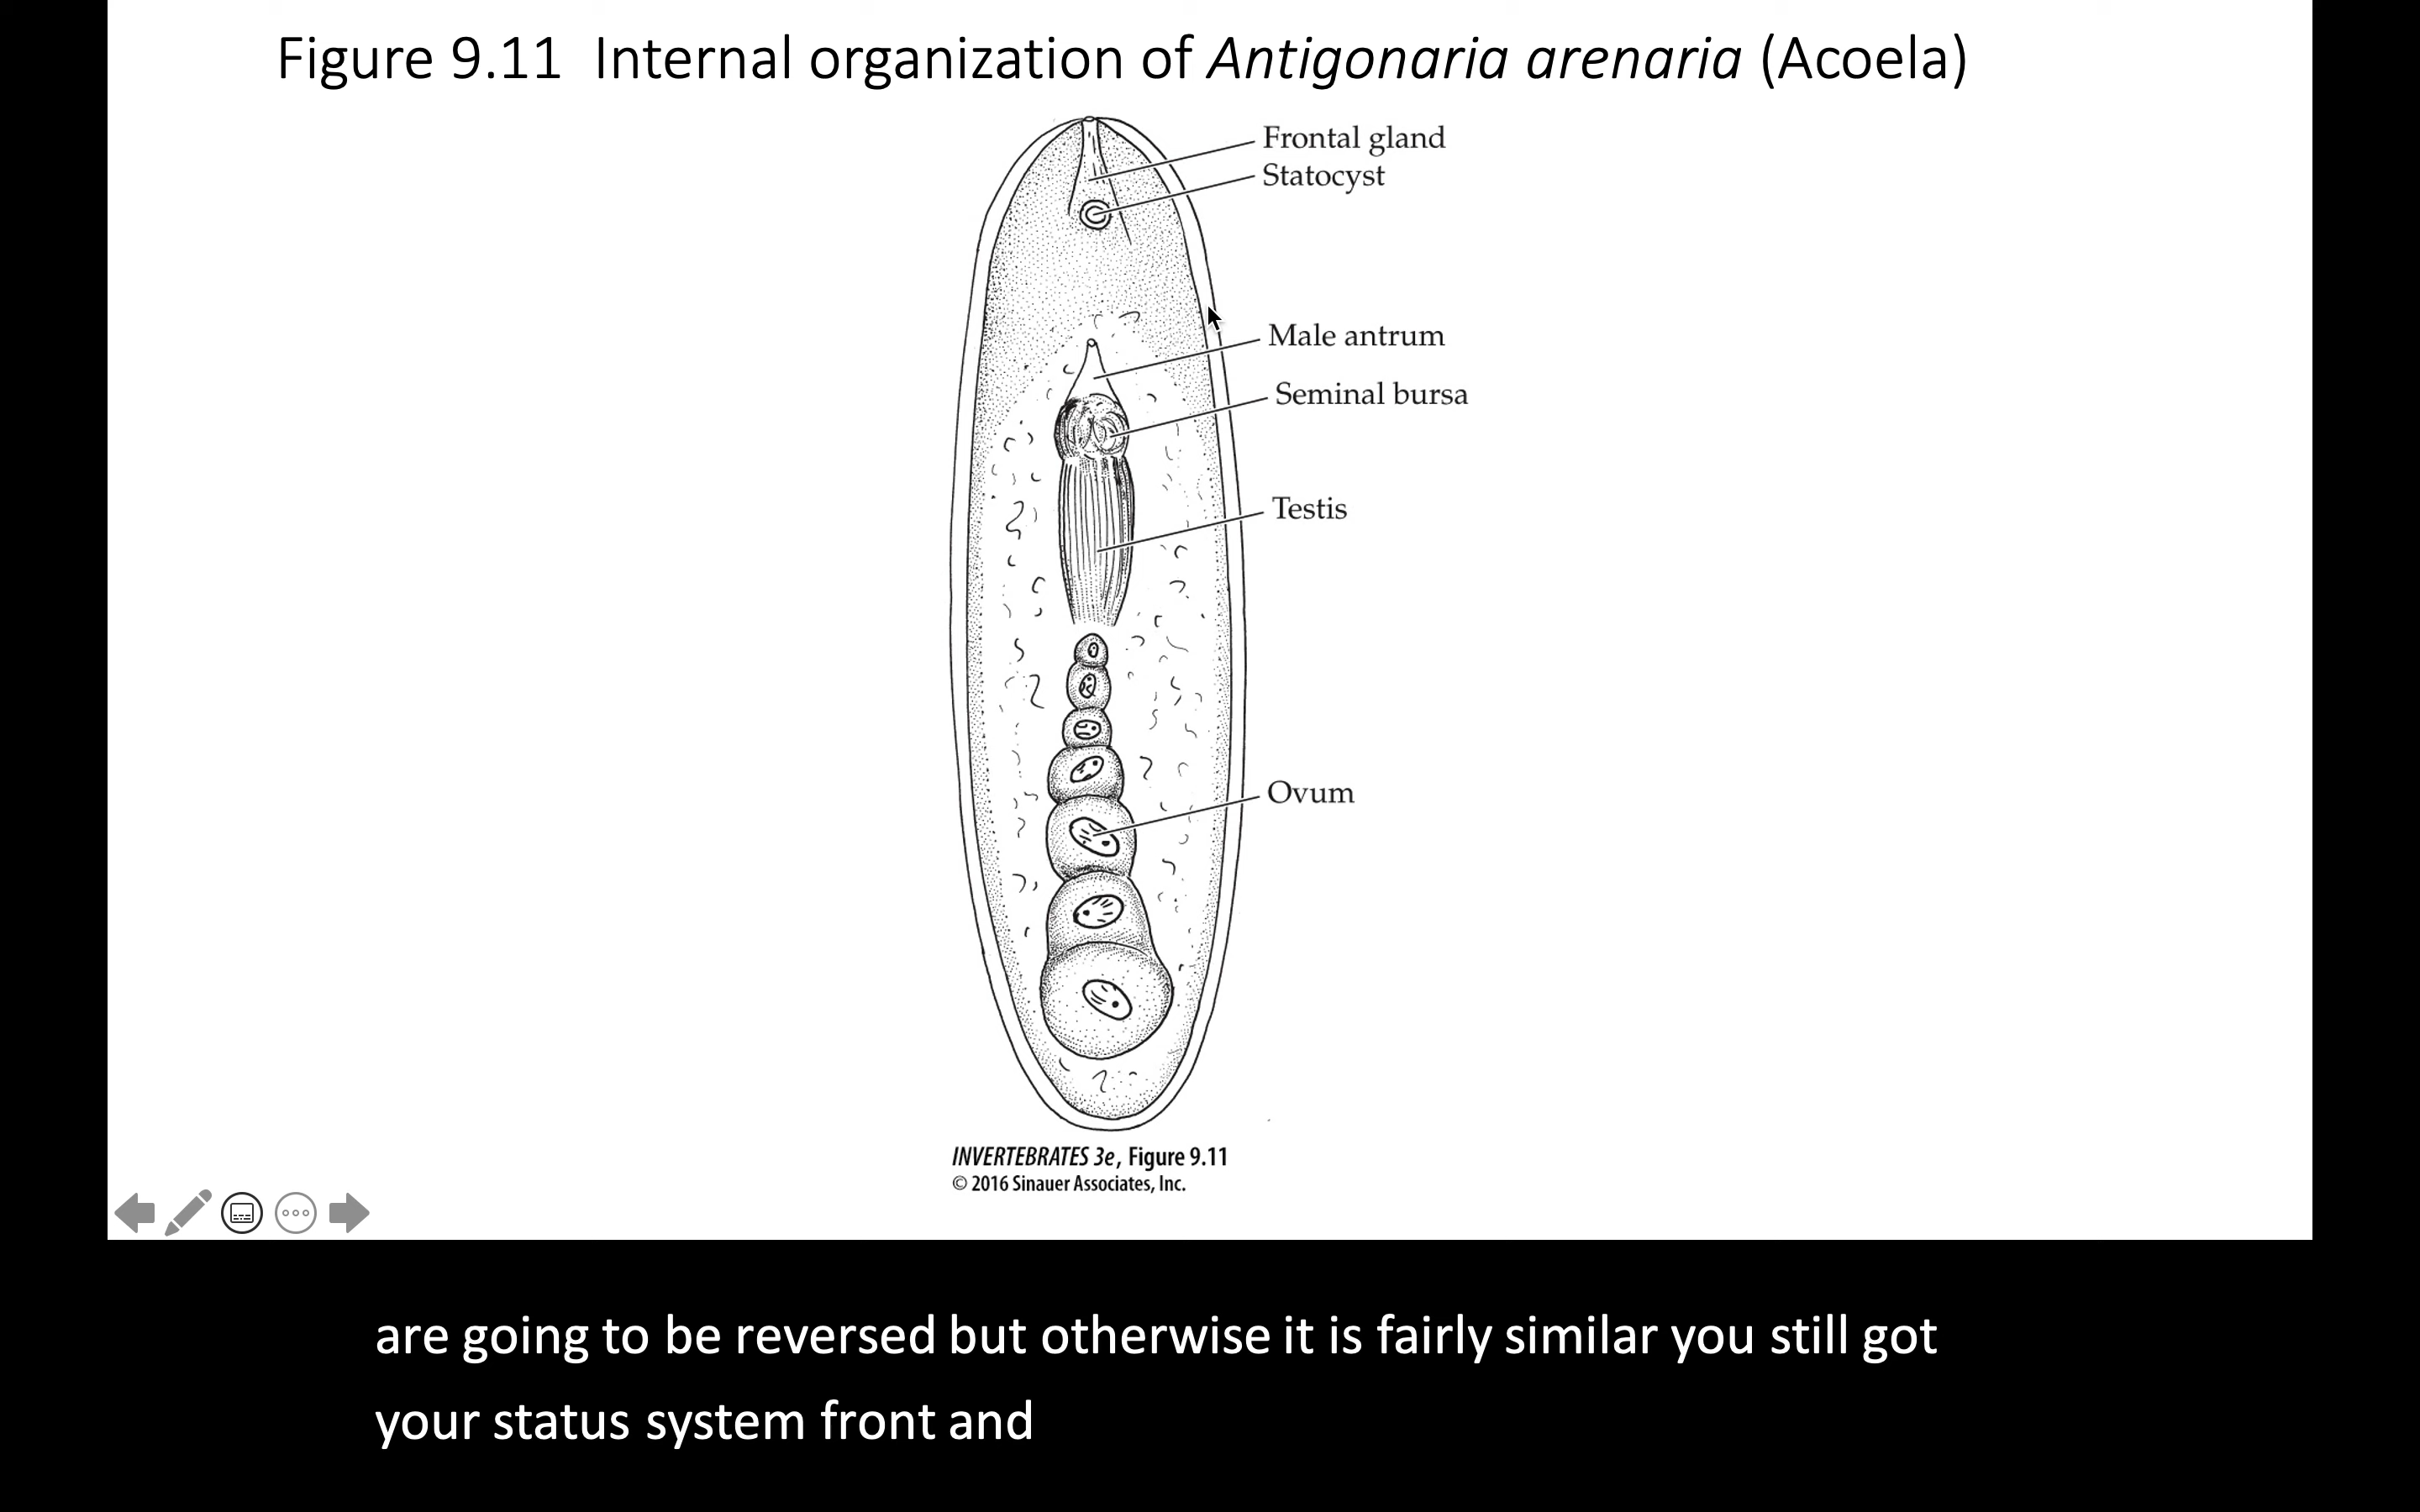 Figure 9.11 Internal organization of Antigonaria arenaria (Acoela)
Frontal gland
Statocyst
Male antrum
Seminal bursa
Testis
Ovum
INVERTEBRATES 3e, Figure 9.11
© 2016 Sinauer Associates, Inc.
are going to be reversed but otherwise it is fairly similar you still got
your status system front and